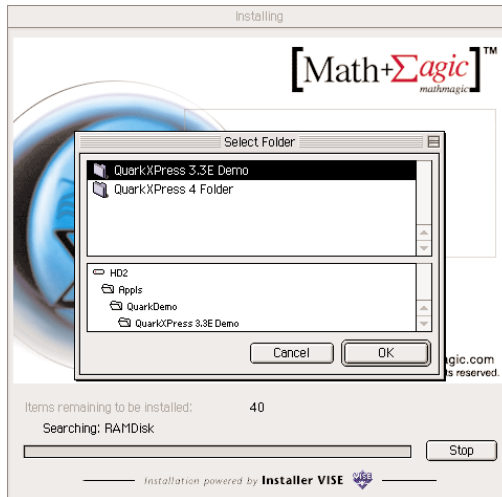 Installing
[Math+Σagic]™
mathmagic
Select Folder
QuarkXPress 3.3E Demo
QuarkXPress 4 Folder
HD2
Appls
QuarkDemo
QuarkXPress 3.3E Demo
Cancel
OK
agic.com
ts reserved.
Items remaining to be installed: 40
Searching: RAMDisk
Stop
Installation powered by Installer VISE VISE